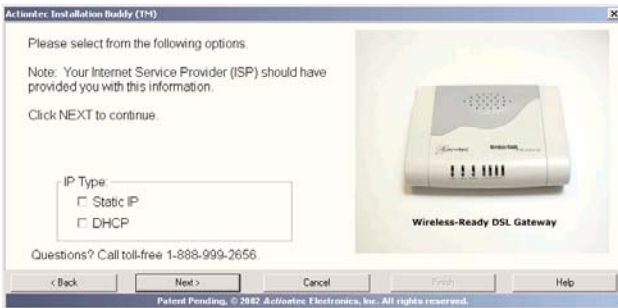 Actiontec Installation Buddy (TM)
Please select from the following options.
Note: Your Internet Service Provider (ISP) should have
provided you with this information.
Click NEXT to continue.
IP Type:
Static IP
DHCP
Questions? Call toll-free 1-888-999-2656.
Actiontec
Wireless-Ready
Wireless-Ready DSL Gateway
< Back
Next >
Cancel
Finish
Help
Patent Pending, © 2002 Actiontec Electronics, Inc. All rights reserved.